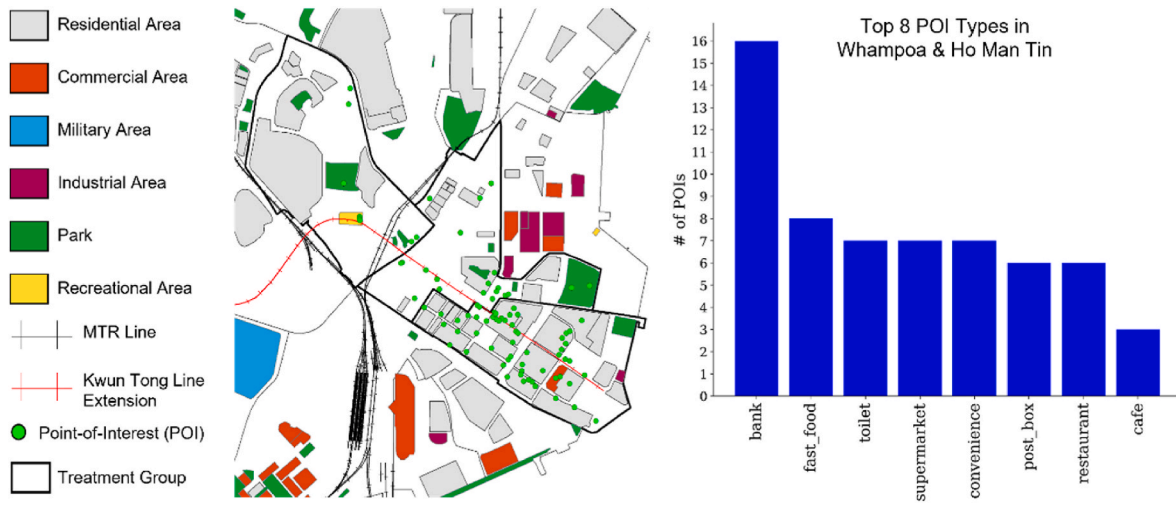 Residential Area
Commercial Area
Military Area
Industrial Area
Park
Recreational Area
MTR Line
Kwun Tong Line
Extension
Point-of-Interest (POI)
Treatment Group
Top 8 POI Types in
Whampoa & Ho Man Tin
# of POIs
16
15
14
13
12
11
10
9
8
7
6
5
4
3
2
1
0
bank
fast_food
toilet
supermarket
convenience
post_box
restaurant
cafe